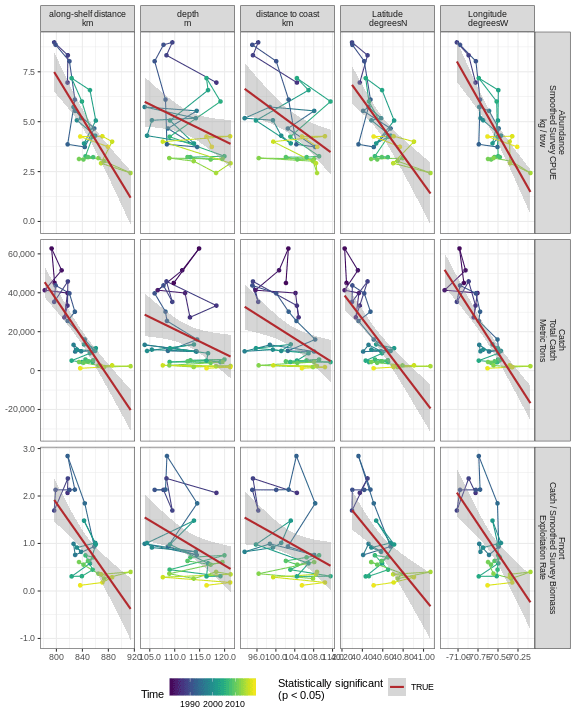 along-shelf distance
km
depth
m
distance to coast
km
Latitude
degreesN
Longitude
degreesW
7.5
5.0
2.5
0.0
Abundance
Smoothed Survey CPUE
kg / tow
60,000
40,000
20,000
0
-20,000
Catch
Total Catch
Metric Tons
3.0
2.0
1.0
0.0
-1.0
Fmort
Catch / Smoothed Survey Biomass
Exploitation Rate
800 840 880 920
105.0 110.0 115.0 120.0
96.0 100.0 104.0 108.0 112.0
40.20 40.40 40.60 40.80 41.00
-71.00 -70.75 -70.50 -70.25
Time
1990 2000 2010
Statistically significant
(p < 0.05)
TRUE